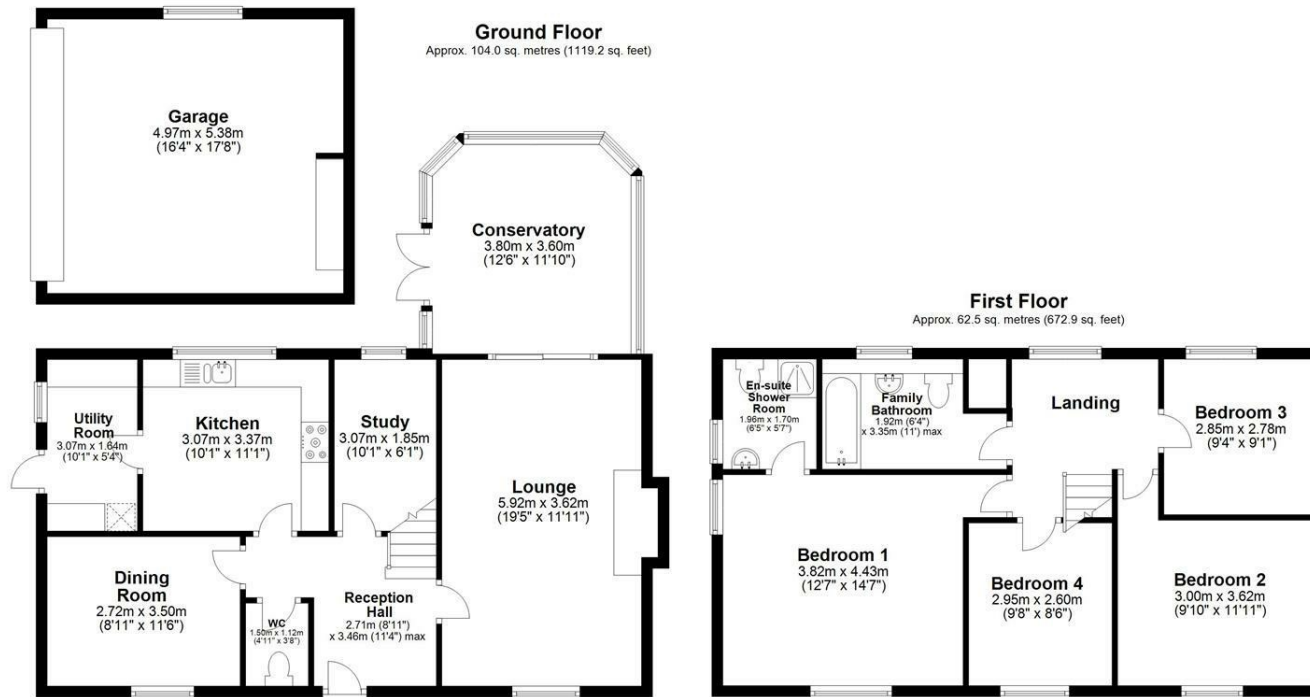 Ground Floor
Approx. 104.0 sq. metres (1119.2 sq. feet)
Garage
4.97m x 5.38m
(16'4" x 17'8")
Conservatory
3.80m x 3.60m
(12'6" x 11'10")
Utility
Room
3.07m x 1.64m
(10'1" x 5'4")
Kitchen
3.07m x 3.37m
(10'1" x 11'1")
Study
3.07m x 1.85m
(10'1" x 6'1")
Lounge
5.92m x 3.62m
(19'5" x 11'11")
Dining
Room
2.72m x 3.50m
(8'11" x 11'6")
WC
1.50m x 1.12m
(4'11" x 3'8")
Reception
Hall
2.71m (8'11")
x 3.46m (11'4") max
First Floor
Approx. 62.5 sq. metres (672.9 sq. feet)
En-suite
Shower
Room
1.96m x 1.70m
(6'5" x 5'7")
Family
Bathroom
1.92m (6'4")
x 3.35m (11') max
Landing
Bedroom 3
2.85m x 2.78m
(9'4" x 9'1")
Bedroom 1
3.82m x 4.43m
(12'7" x 14'7")
Bedroom 4
2.95m x 2.60m
(9'8" x 8'6")
Bedroom 2
3.00m x 3.62m
(9'10" x 11'11")